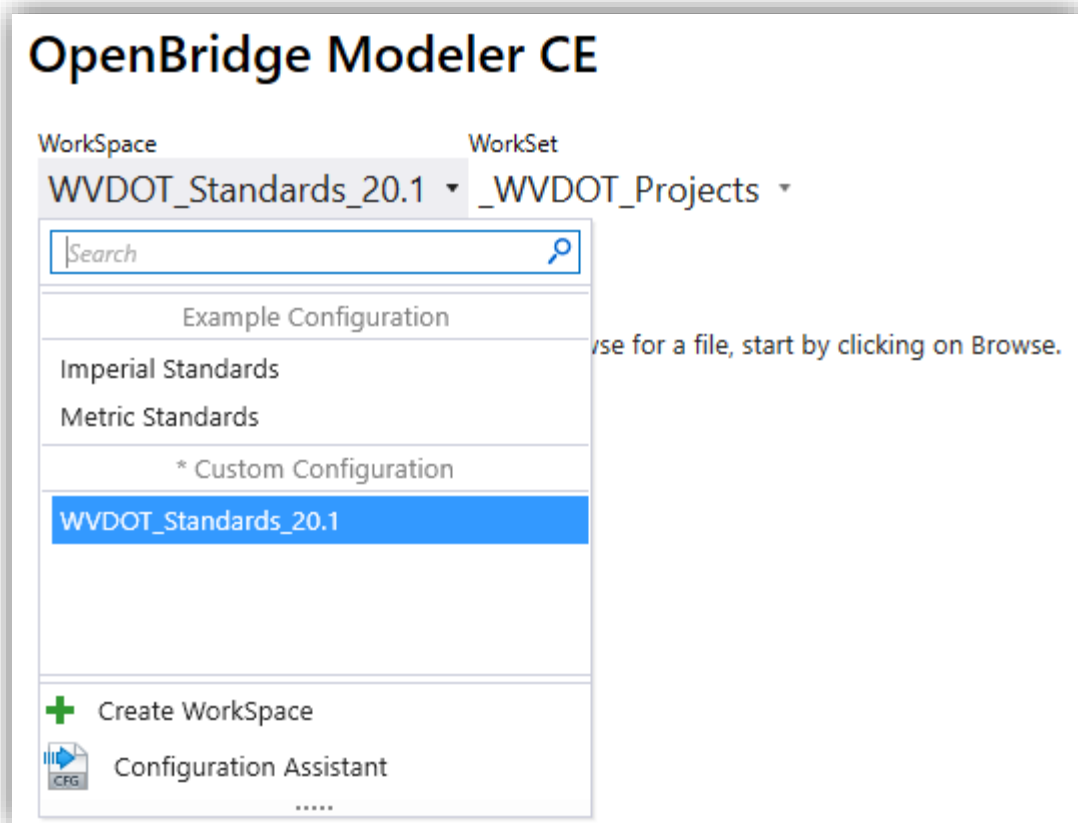 OpenBridge Modeler CE
WorkSpace WorkSet
WVDOT_Standards_20.1 _WVDOT_Projects
Search
Example Configuration
for a file, start by clicking on Browse.
Imperial Standards
Metric Standards
* Custom Configuration
WVDOT_Standards_20.1
Create WorkSpace
CFG Configuration Assistant